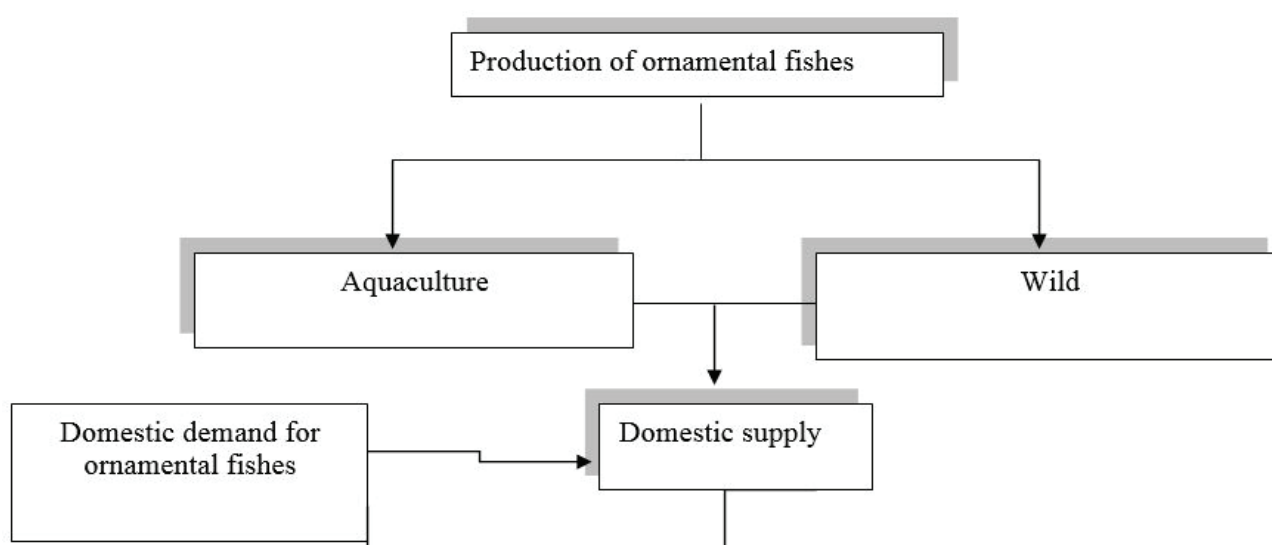 Production of ornamental fishes
Aquaculture
Wild
Domestic demand for
ornamental fishes
Domestic supply